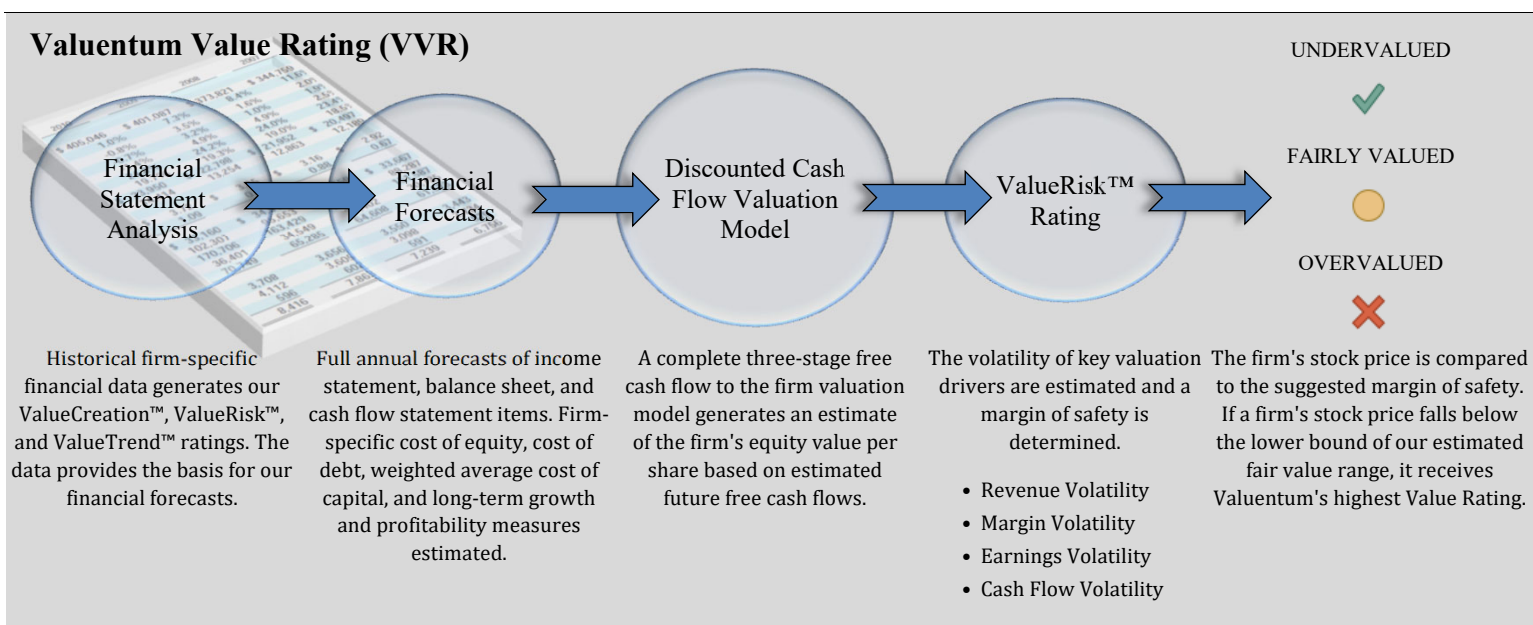 Valuentum Value Rating (VVR)
Financial
Statement
Analysis
Financial
Forecasts
Discounted Cash
Flow Valuation
Model
ValueRisk™
Rating
UNDERVALUED
FAIRLY VALUED
OVERVALUED
Historical firm-specific
financial data generates our
ValueCreation™, ValueRisk™,
and ValueTrend™ ratings. The
data provides the basis for our
financial forecasts.
Full annual forecasts of income
statement, balance sheet, and
cash flow statement items. Firm-
specific cost of equity, cost of
debt, weighted average cost of
capital, and long-term growth
and profitability measures
estimated.
A complete three-stage free
cash flow to the firm valuation
model generates an estimate
of the firm's equity value per
share based on estimated
future free cash flows.
The volatility of key valuation
drivers are estimated and a
margin of safety is
determined.
• Revenue Volatility
• Margin Volatility
• Earnings Volatility
• Cash Flow Volatility
The firm's stock price is compared
to the suggested margin of safety.
If a firm's stock price falls below
the lower bound of our estimated
fair value range, it receives
Valuentum's highest Value Rating.